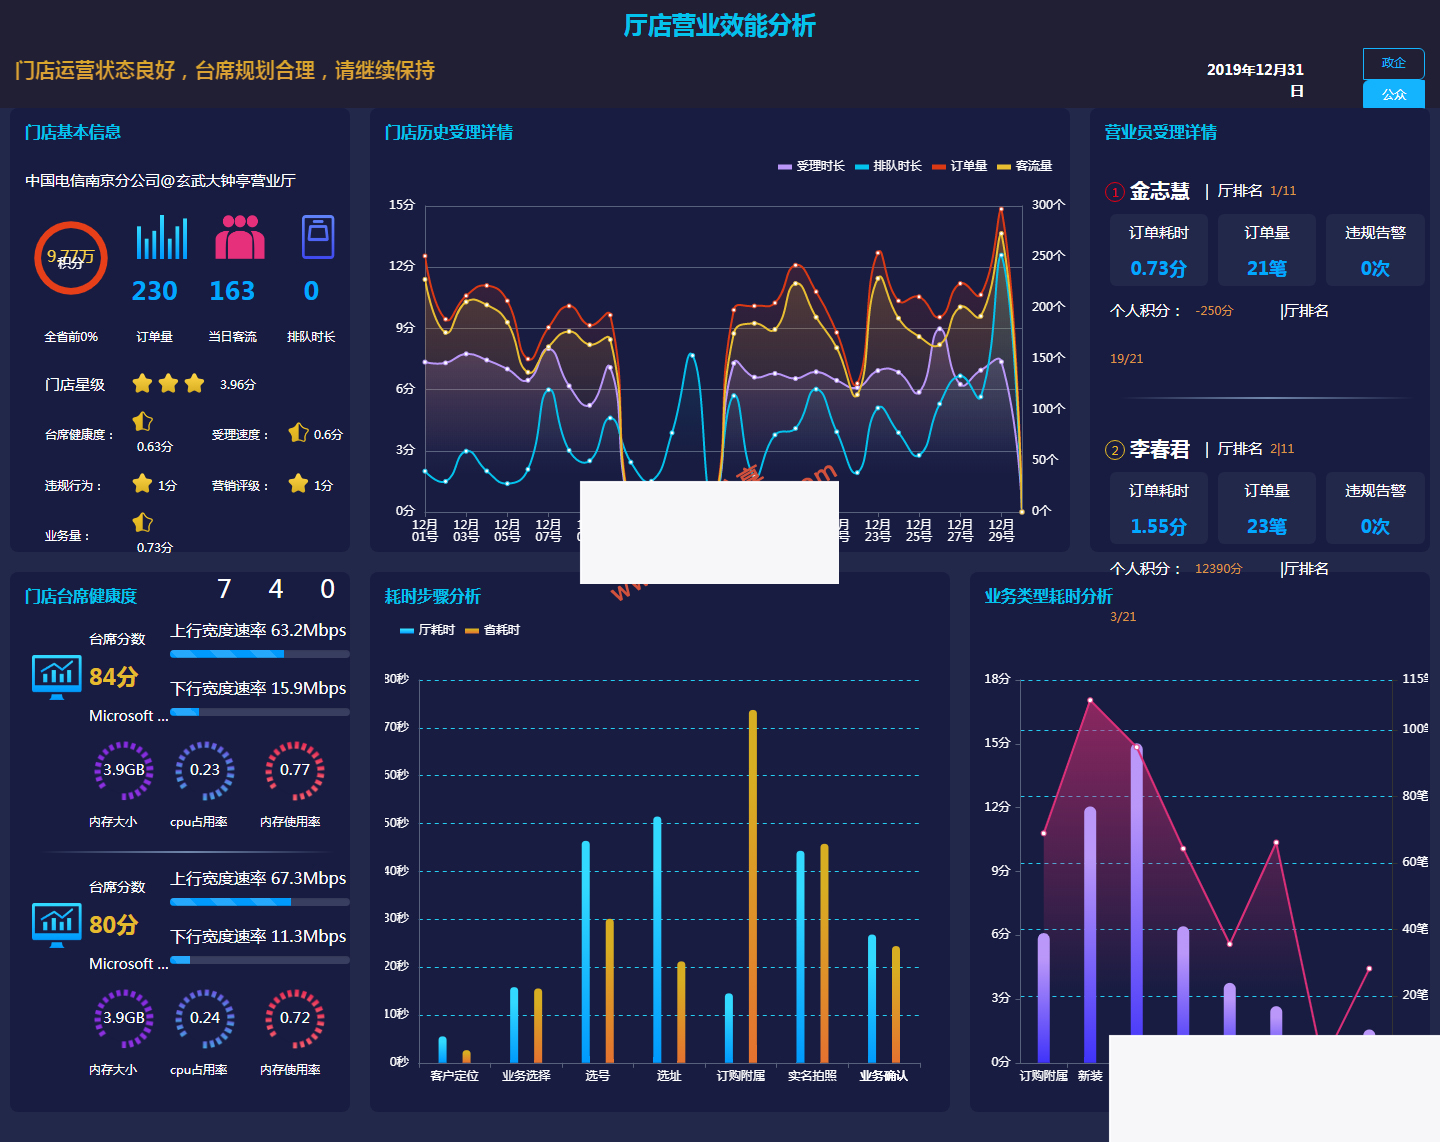 厅店营业效能分析
门店运营状态良好，台席规划合理，请继续保持
2019年12月31
日
政企
公众
门店基本信息
中国电信南京分公司@玄武大钟亭营业厅
9.77万
积分
230
163
0
全省前0%
订单量
当日客流
排队时长
门店星级
3.96分
台席健康度：
0.63分
受理速度：
0.6分
违规行为：
1分
营销评级：
1分
业务量：
0.73分
门店历史受理详情
受理时长 排队时长 订单量 客流量
15分
12分
9分
6分
3分
0分
300个
250个
200个
150个
100个
50个
0个
12月 12月 12月 12月 12月 12月 12月 12月
01号 03号 05号 07号 23号 25号 27号 29号
营业员受理详情
1 金志慧 | 厅排名 1/11
订单耗时 订单量 违规告警
0.73分 21笔 0次
个人积分： -250分 |厅排名
19/21
2 李春君 | 厅排名 2|11
订单耗时 订单量 违规告警
1.55分 23笔 0次
个人积分： 12390分 |厅排名
3/21
门店台席健康度
7 4 0
台席分数
84分
Microsoft ...
上行宽度速率 63.2Mbps
下行宽度速率 15.9Mbps
3.9GB 0.23 0.77
内存大小 cpu占用率 内存使用率
台席分数
80分
Microsoft ...
上行宽度速率 67.3Mbps
下行宽度速率 11.3Mbps
3.9GB 0.24 0.72
内存大小 cpu占用率 内存使用率
耗时步骤分析
厅耗时 省耗时
80秒
70秒
60秒
50秒
40秒
30秒
20秒
10秒
0秒
客户定位 业务选择 选号 选址 订购附属 实名拍照 业务确认
业务类型耗时分析
18分
15分
12分
9分
6分
3分
0分
115笔
100笔
80笔
60笔
40笔
20笔
订购附属 新装